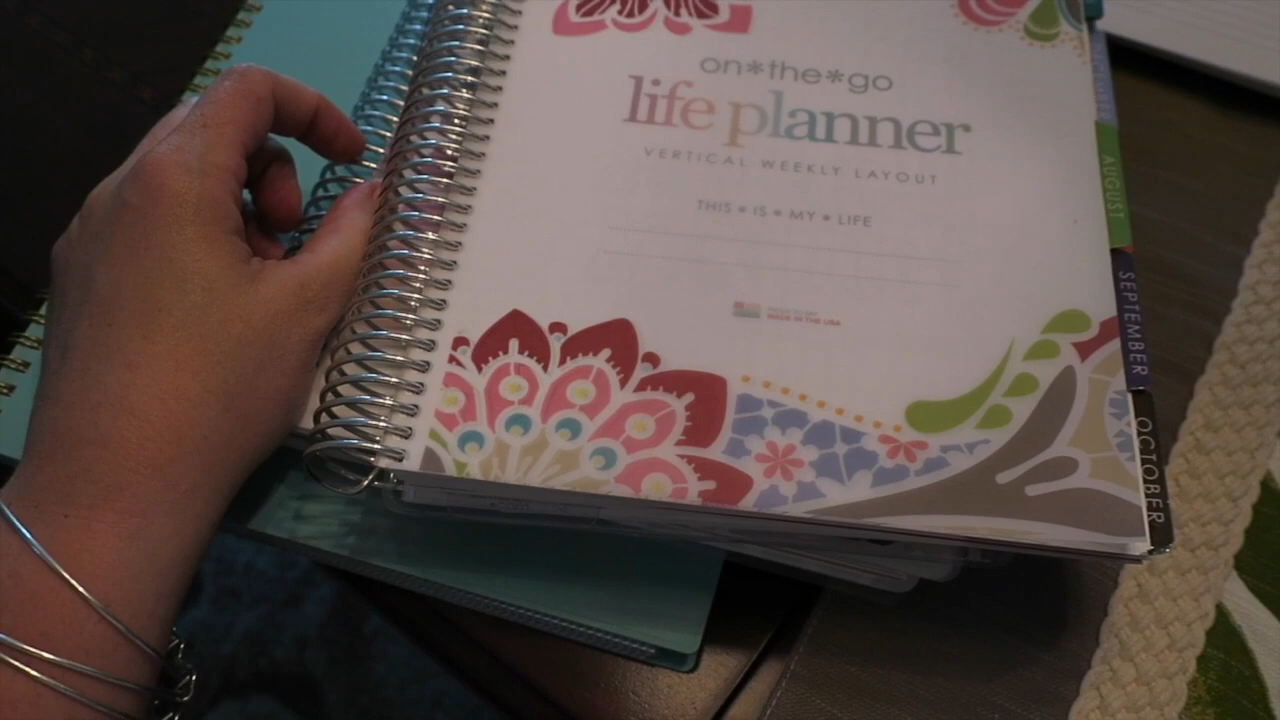 on*the*go
life planner
VERTICAL WEEKLY LAYOUT
THIS * IS * MY * LIFE
MADE IN THE USA
AUGUST
SEPTEMBER
OCTOBER